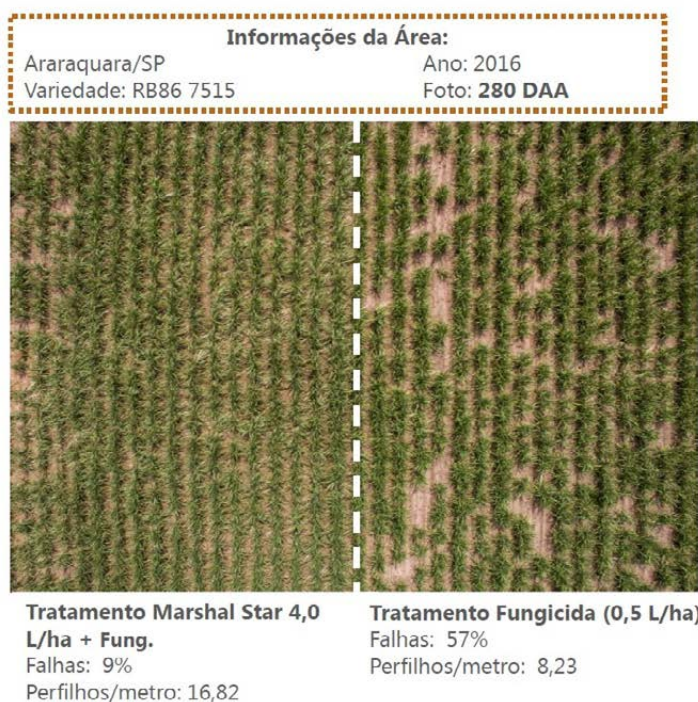 Informações da Área:
Araraquara/SP
Ano: 2016
Variedade: RB86 7515
Foto: 280 DAA
Tratamento Marshal Star 4,0
L/ha + Fung.
Falhas: 9%
Perfilhos/metro: 16,82
Tratamento Fungicida (0,5 L/ha)
Falhas: 57%
Perfilhos/metro: 8,23